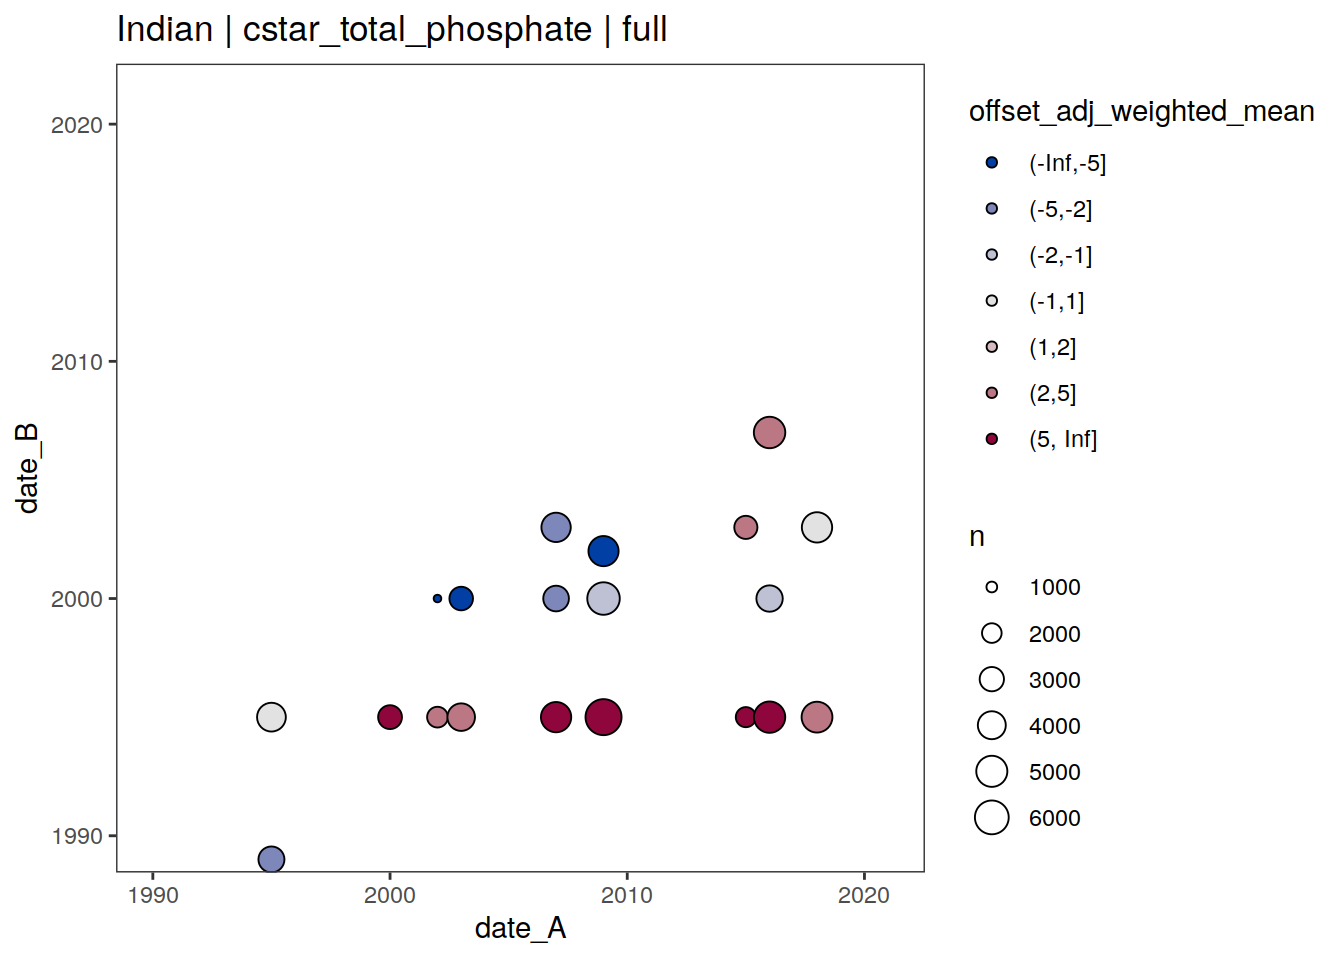 Indian | cstar_total_phosphate | full
2020
2010
2000
1990
date_B
1990
2000
2010
2020
date_A
offset_adj_weighted_mean
(-Inf,-5]
(-5,-2]
(-2,-1]
(-1,1]
(1,2]
(2,5]
(5, Inf]
n
1000
2000
3000
4000
5000
6000